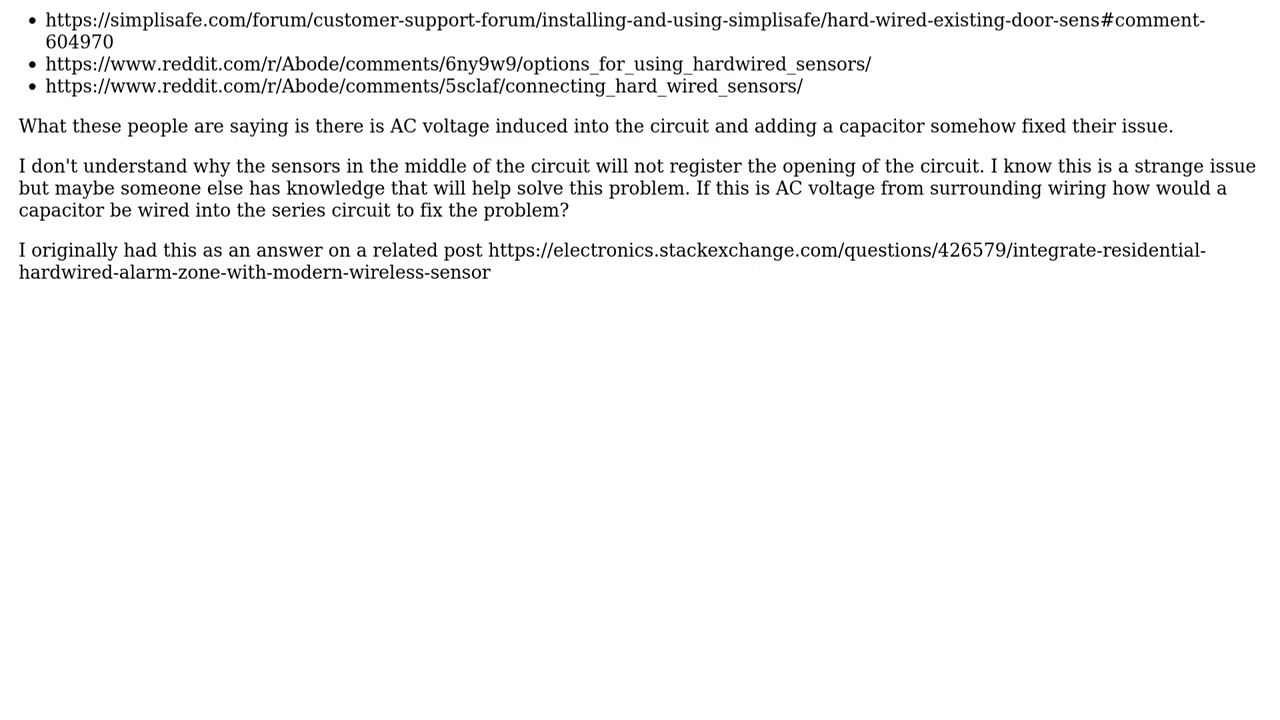 • https://simplisafe.com/forum/customer-support-forum/installing-and-using-simplisafe/hard-wired-existing-door-sens#comment-
604970
• https://www.reddit.com/r/Abode/comments/6ny9w9/options_for_using_hardwired_sensors/
• https://www.reddit.com/r/Abode/comments/5sclaf/connecting_hard_wired_sensors/
What these people are saying is there is AC voltage induced into the circuit and adding a capacitor somehow fixed their issue.
I don't understand why the sensors in the middle of the circuit will not register the opening of the circuit. I know this is a strange issue
but maybe someone else has knowledge that will help solve this problem. If this is AC voltage from surrounding wiring how would a
capacitor be wired into the series circuit to fix the problem?
I originally had this as an answer on a related post https://electronics.stackexchange.com/questions/426579/integrate-residential-
hardwired-alarm-zone-with-modern-wireless-sensor